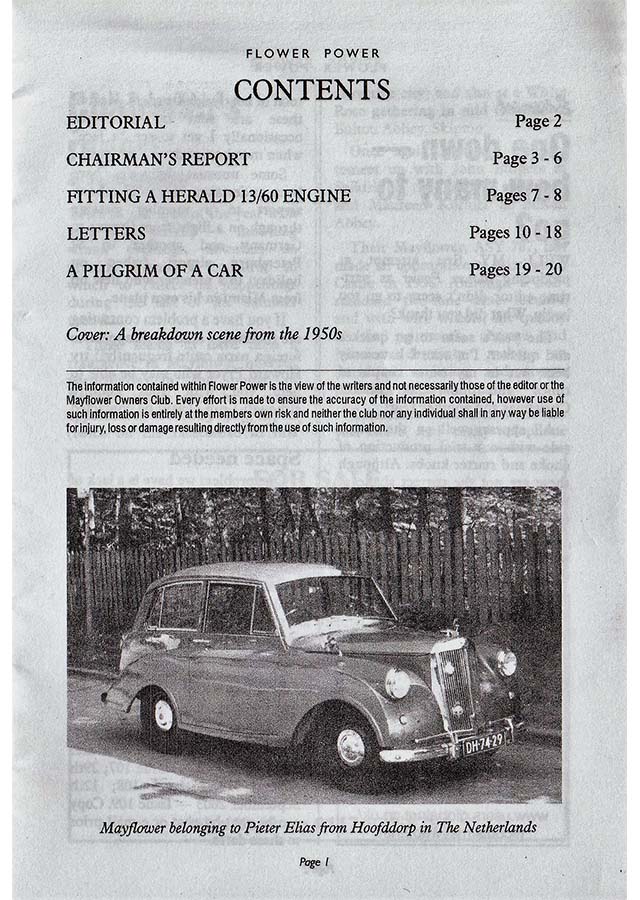 FLOWER POWER
CONTENTS
EDITORIAL Page 2
CHAIRMAN'S REPORT Page 3 - 6
FITTING A HERALD 13/60 ENGINE Pages 7 - 8
LETTERS Pages 10 - 18
A PILGRIM OF A CAR Pages 19 - 20
Cover: A breakdown scene from the 1950s
The information contained within Flower Power is the view of the writers and not necessarily those of the editor or the
Mayflower Owners Club. Every effort is made to ensure the accuracy of the information contained, however use of
such information is entirely at the members own risk and neither the club nor any individual shall in any way be liable
for injury, loss or damage resulting directly from the use of such information.
DH-74-29
Mayflower belonging to Pieter Elias from Hoofddorp in The Netherlands
Page 1